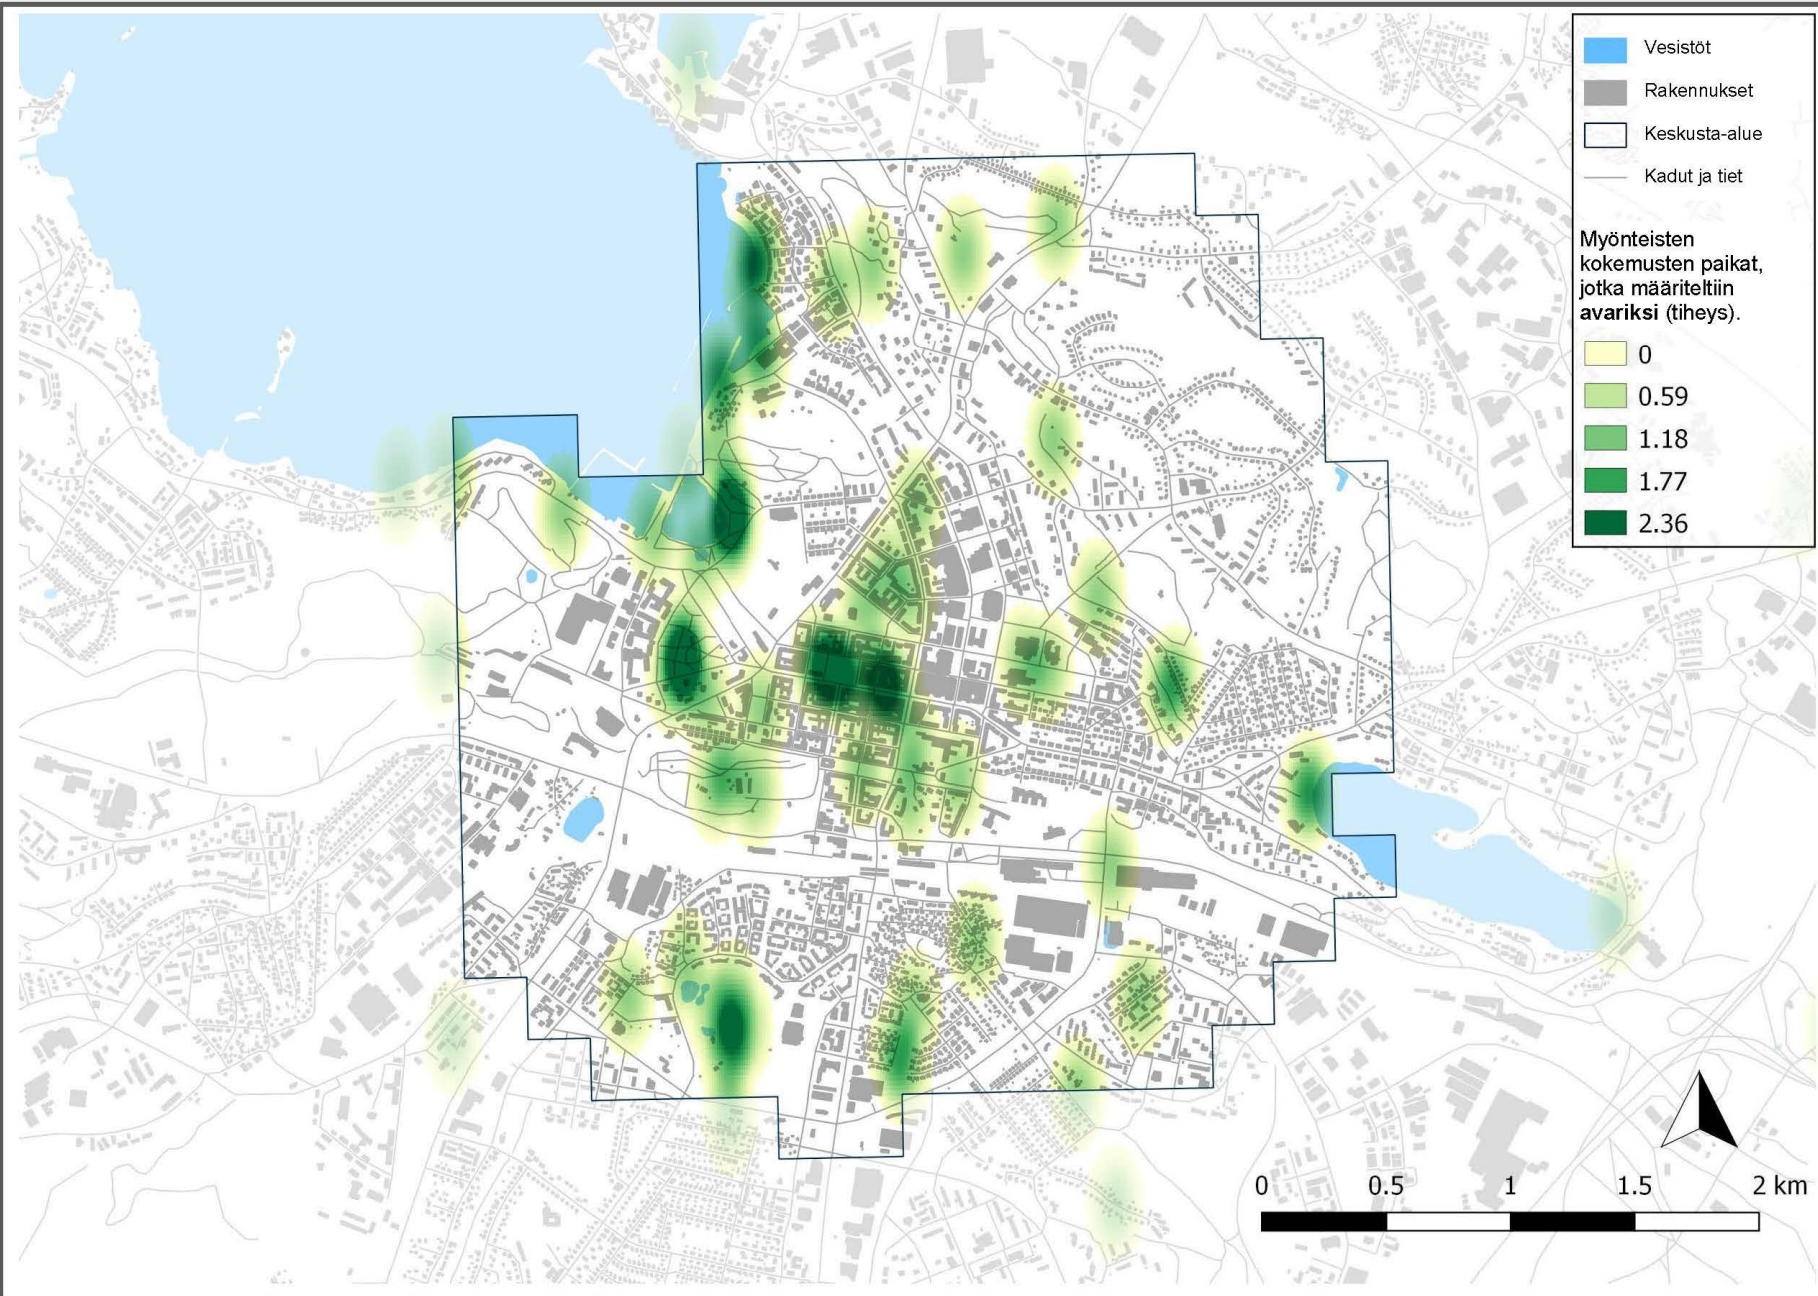 Vesistöt
Rakennukset
Keskusta-alue
Kadut ja tiet
Myönteisten
kokemusten paikat,
jotka määriteltiin
avariksi (tiheys).
0
0.59
1.18
1.77
2.36
0 0.5 1 1.5 2 km